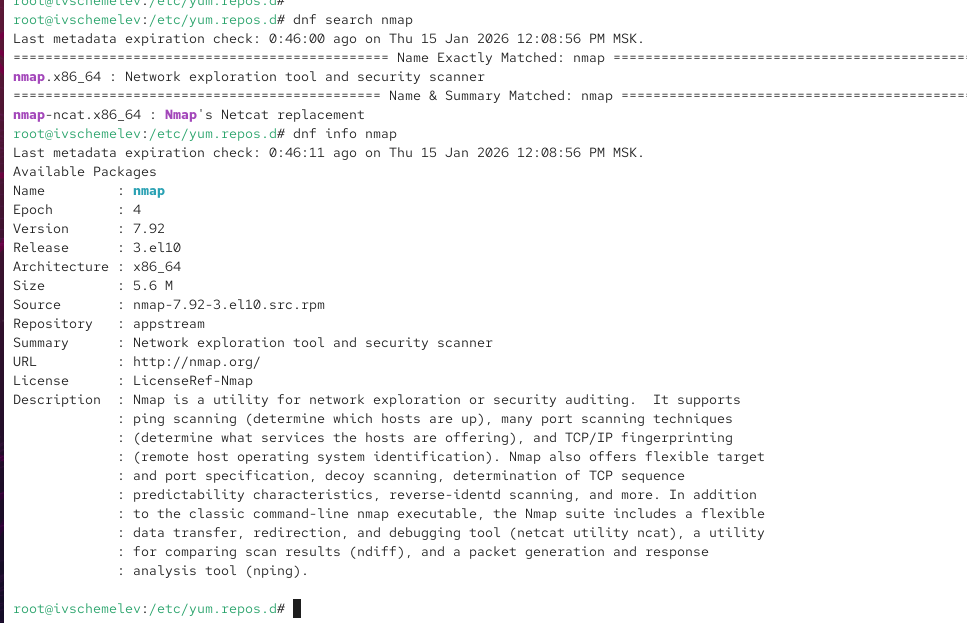 root@ivschemelev:/etc/yum.repos.d#
root@ivschemelev:/etc/yum.repos.d# dnf search nmap
Last metadata expiration check: 0:46:00 ago on Thu 15 Jan 2026 12:08:56 PM MSK.
=============================================== Name Exactly Matched: nmap ============================================
nmap.x86_64 : Network exploration tool and security scanner
============================================== Name & Summary Matched: nmap ===========================================
nmap-ncat.x86_64 : Nmap's Netcat replacement
root@ivschemelev:/etc/yum.repos.d# dnf info nmap
Last metadata expiration check: 0:46:11 ago on Thu 15 Jan 2026 12:08:56 PM MSK.
Available Packages
Name         : nmap
Epoch        : 4
Version      : 7.92
Release      : 3.el10
Architecture : x86_64
Size         : 5.6 M
Source       : nmap-7.92-3.el10.src.rpm
Repository   : appstream
Summary      : Network exploration tool and security scanner
URL          : http://nmap.org/
License      : LicenseRef-Nmap
Description  : Nmap is a utility for network exploration or security auditing.  It supports
             : ping scanning (determine which hosts are up), many port scanning techniques
             : (determine what services the hosts are offering), and TCP/IP fingerprinting
             : (remote host operating system identification). Nmap also offers flexible target
             : and port specification, decoy scanning, determination of TCP sequence
             : predictability characteristics, reverse-identd scanning, and more. In addition
             : to the classic command-line nmap executable, the Nmap suite includes a flexible
             : data transfer, redirection, and debugging tool (netcat utility ncat), a utility
             : for comparing scan results (ndiff), and a packet generation and response
             : analysis tool (nping).
root@ivschemelev:/etc/yum.repos.d#